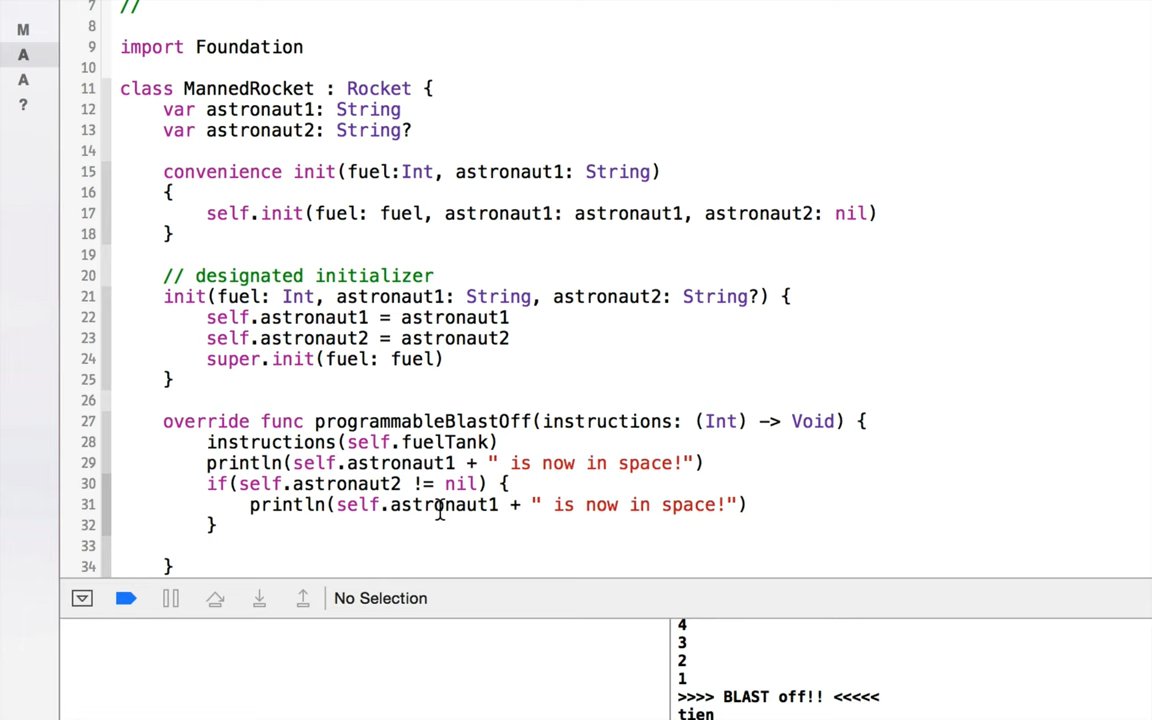 M
A
A
?
7 //
8
9 import Foundation
10
11 class MannedRocket : Rocket {
12 var astronaut1: String
13 var astronaut2: String?
14
15 convenience init(fuel:Int, astronaut1: String)
16 {
17 self.init(fuel: fuel, astronaut1: astronaut1, astronaut2: nil)
18 }
19
20 // designated initializer
21 init(fuel: Int, astronaut1: String, astronaut2: String?) {
22 self.astronaut1 = astronaut1
23 self.astronaut2 = astronaut2
24 super.init(fuel: fuel)
25 }
26
27 override func programmableBlastOff(instructions: (Int) -> Void) {
28 instructions(self.fuelTank)
29 println(self.astronaut1 + " is now in space!")
30 if(self.astronaut2 != nil) {
31 println(self.astronaut1 + " is now in space!")
32 }
33
34 }
No Selection
4
3
2
1
>>>> BLAST off!! <<<<<
tien